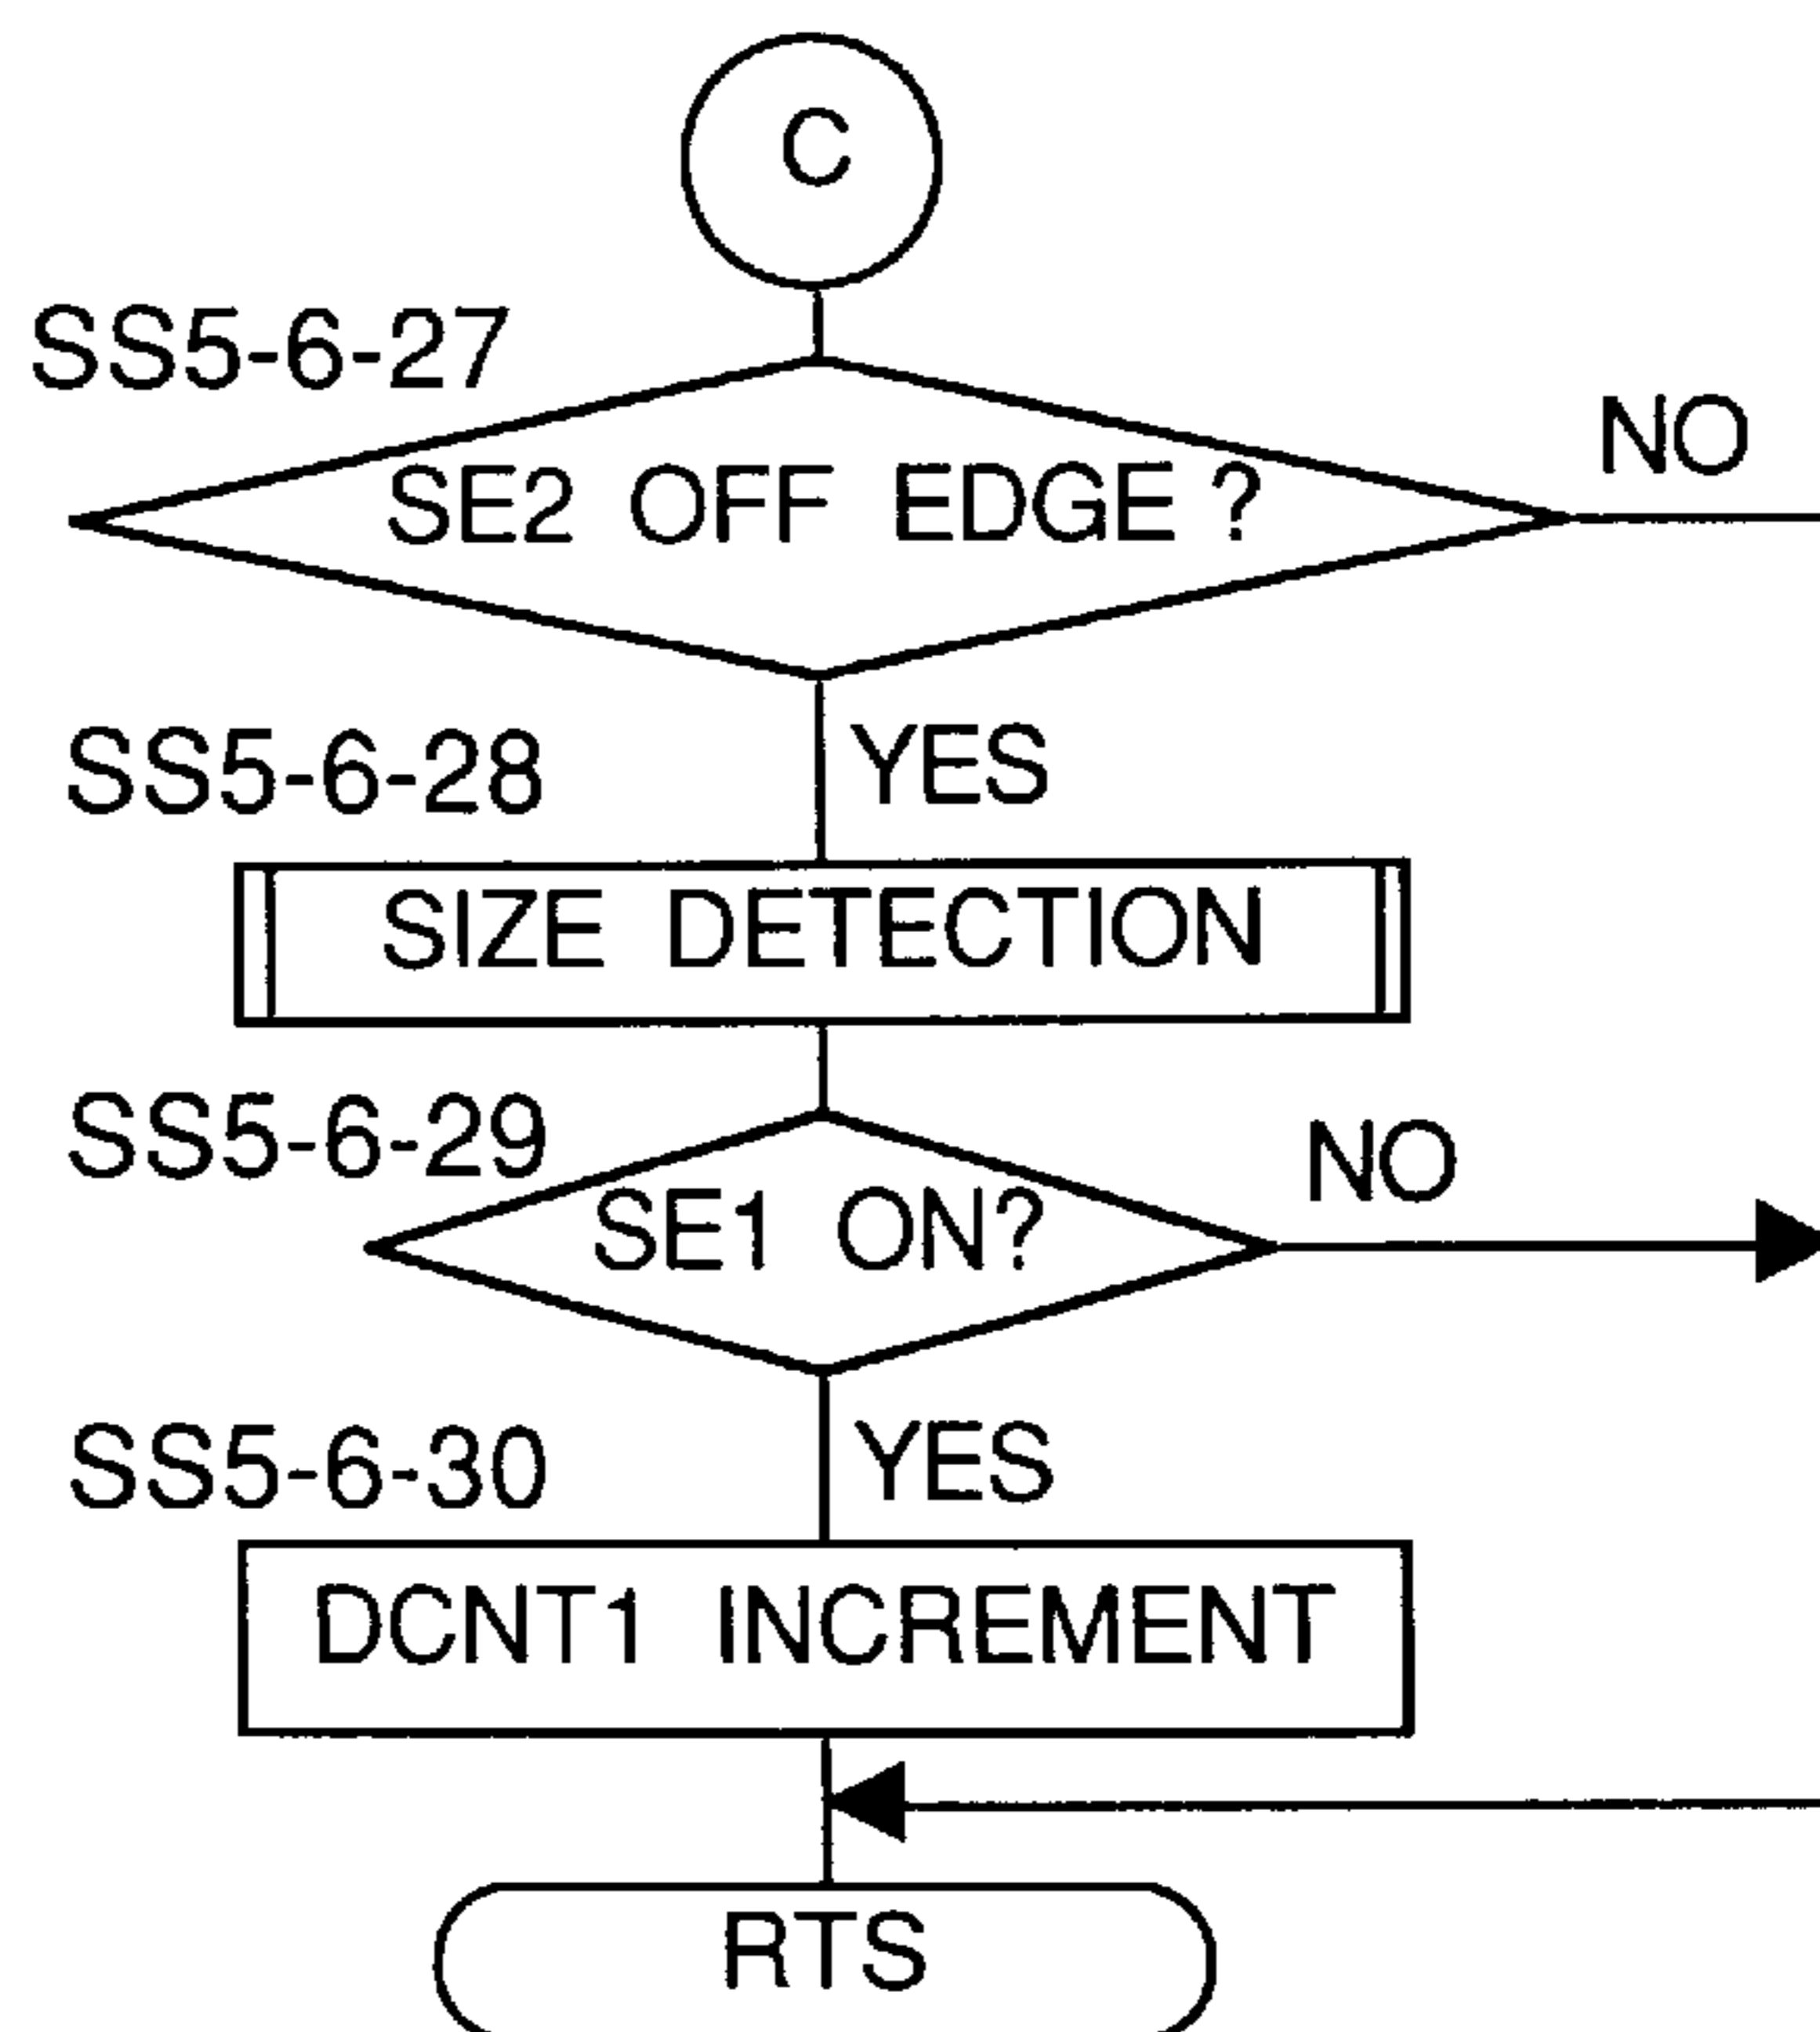 C
SS5-6-27
NO
SE2 OFF EDGE ?
SS5-6-28
YES
SIZE DETECTION
SS5-6-29
NO
SE1 ON?
SS5-6-30
YES
DCNT1 INCREMENT
RTS